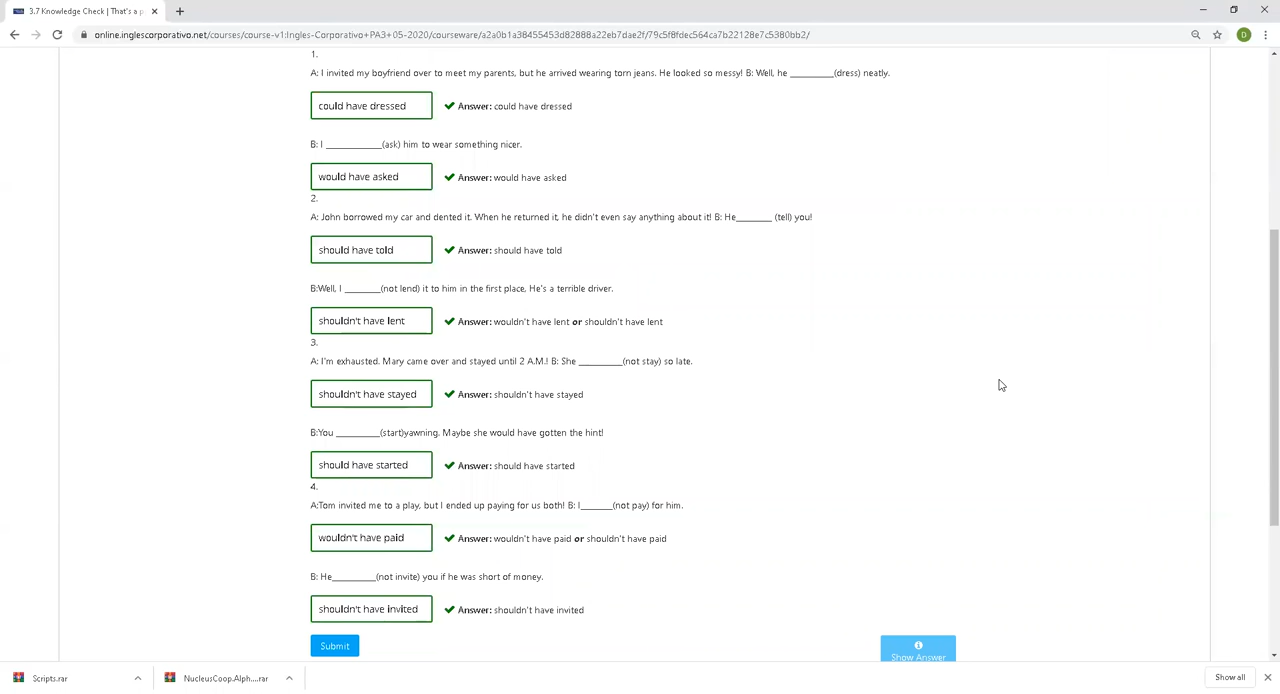 3.7 Knowledge Check | That's a p
online.inglescorporativo.net/courses/course-v1:Ingles-Corporativo+PA3+05-2020/courseware/a2a0b1a38455453d82888a22eb7dae2f/79c5f8fdec564ca7b22128e7c5380bb2/
D
1.
A: I invited my boyfriend over to meet my parents, but he arrived wearing torn jeans. He looked so messy! B: Well, he _________(dress) neatly.
could have dressed Answer: could have dressed
B: I ___________(ask) him to wear something nicer.
would have asked Answer: would have asked
2.
A: John borrowed my car and dented it. When he returned it, he didn't even say anything about it! B: He_______ (tell) you!
should have told Answer: should have told
B:Well, I _______(not lend) it to him in the first place, He's a terrible driver.
shouldn't have lent Answer: wouldn't have lent or shouldn't have lent
3.
A: I'm exhausted. Mary came over and stayed until 2 A.M.! B: She _________(not stay) so late.
shouldn't have stayed Answer: shouldn't have stayed
B:You _________(start)yawning. Maybe she would have gotten the hint!
should have started Answer: should have started
4.
A:Tom invited me to a play, but I ended up paying for us both! B: I______(not pay) for him.
wouldn't have paid Answer: wouldn't have paid or shouldn't have paid
B: He_________(not invite) you if he was short of money.
shouldn't have invited Answer: shouldn't have invited
Submit
Show Answer
Scripts.rar
NucleusCoop.Alph....rar
Show all